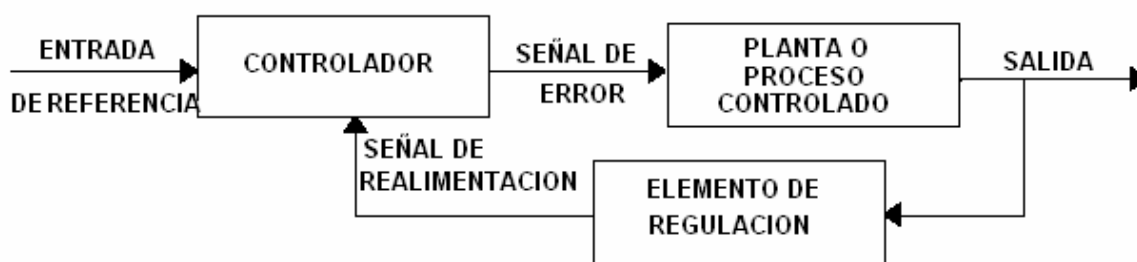 ENTRADA
DE REFERENCIA
CONTROLADOR
SEÑAL DE
ERROR
PLANTA O
PROCESO
CONTROLADO
SALIDA
SEÑAL DE
REALIMENTACION
ELEMENTO DE
REGULACION